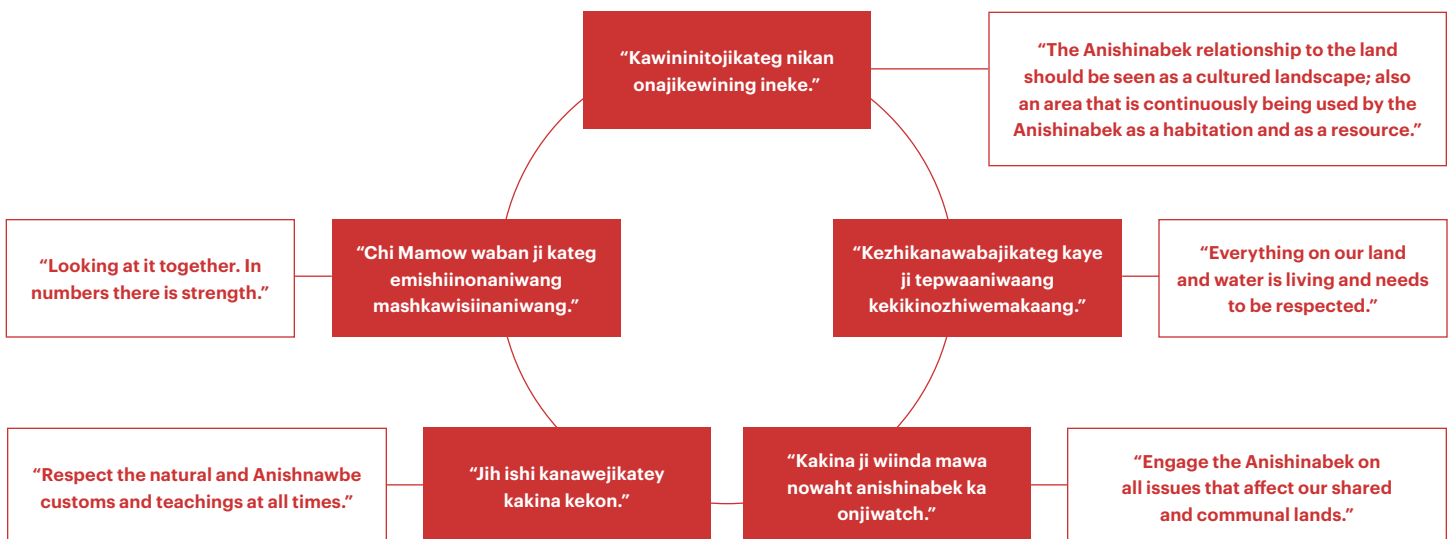 “Kawininitojikateg nikan
onajikewining ineke.”
“The Anishinabek relationship to the land
should be seen as a cultured landscape; also
an area that is continuously being used by the
Anishinabek as a habitation and as a resource.”
“Looking at it together. In
numbers there is strength.”
“Chi Mamow waban ji kateg
emishiinonaniwang
mashkawisiinaniwang.”
“Kezhikanawabajikateg kaye
ji tepwaaniwaang
kekikinozhiwemakaang.”
“Everything on our land
and water is living and needs
to be respected.”
“Respect the natural and Anishnawbe
customs and teachings at all times.”
“Jih ishi kanawejikatey
kakina kekon.”
“Kakina ji wiinda mawa
nowaht anishinabek ka
onjiwatch.”
“Engage the Anishinabek on
all issues that affect our shared
and communal lands.”